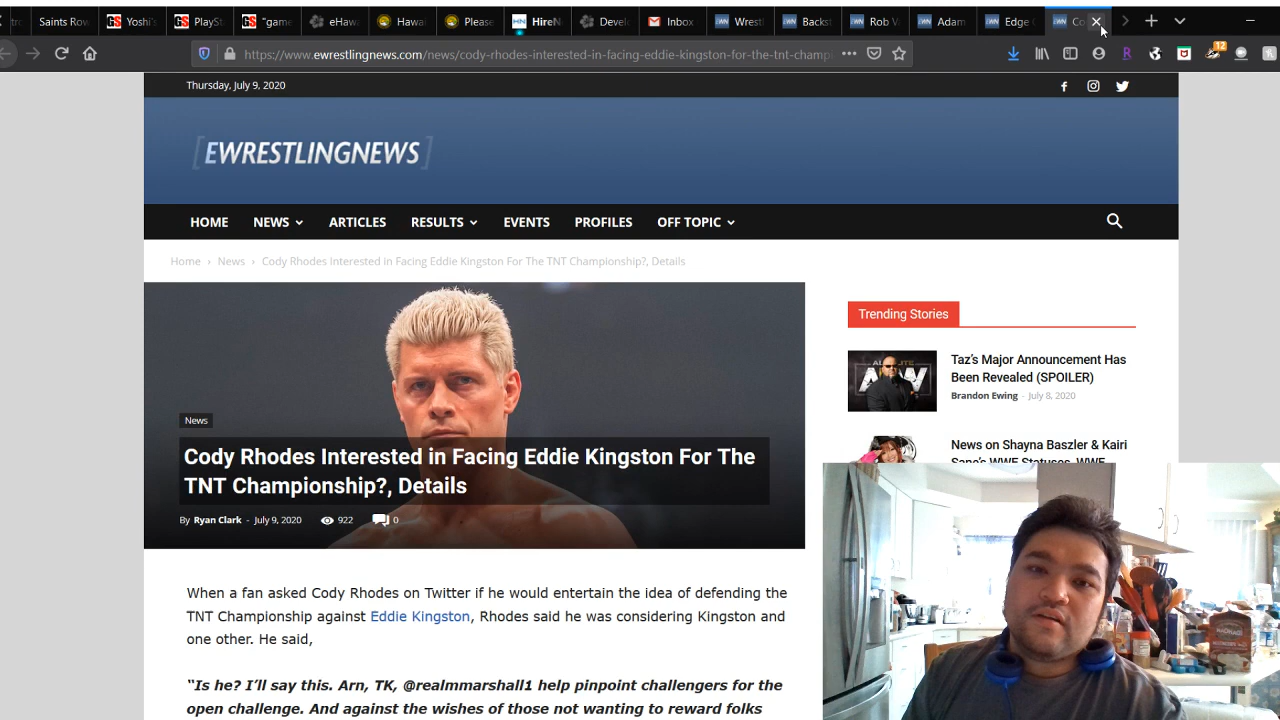 Saints Row
Yoshi's
PlaySt
"game
eHaw
Hawai
Please
HireN
Develo
Inbox
Wrestl
Backst
Rob V
Adam
Edge
Co
https://www.ewrestlingnews.com/news/cody-rhodes-interested-in-facing-eddie-kingston-for-the-tnt-champi
12
Thursday, July 9, 2020
[EWRESTLINGNEWS]
HOME NEWS ARTICLES RESULTS EVENTS PROFILES OFF TOPIC
Home › News › Cody Rhodes Interested in Facing Eddie Kingston For The TNT Championship?, Details
News
Cody Rhodes Interested in Facing Eddie Kingston For The
TNT Championship?, Details
By Ryan Clark - July 9, 2020 922 0
When a fan asked Cody Rhodes on Twitter if he would entertain the idea of defending the
TNT Championship against Eddie Kingston, Rhodes said he was considering Kingston and
one other. He said,
“Is he? I’ll say this. Arn, TK, @realmmarshall1 help pinpoint challengers for the
open challenge. And against the wishes of those not wanting to reward folks
Trending Stories
Taz’s Major Announcement Has
Been Revealed (SPOILER)
Brandon Ewing - July 8, 2020
News on Shayna Baszler & Kairi
Sane’s WWE Statuses, WWE